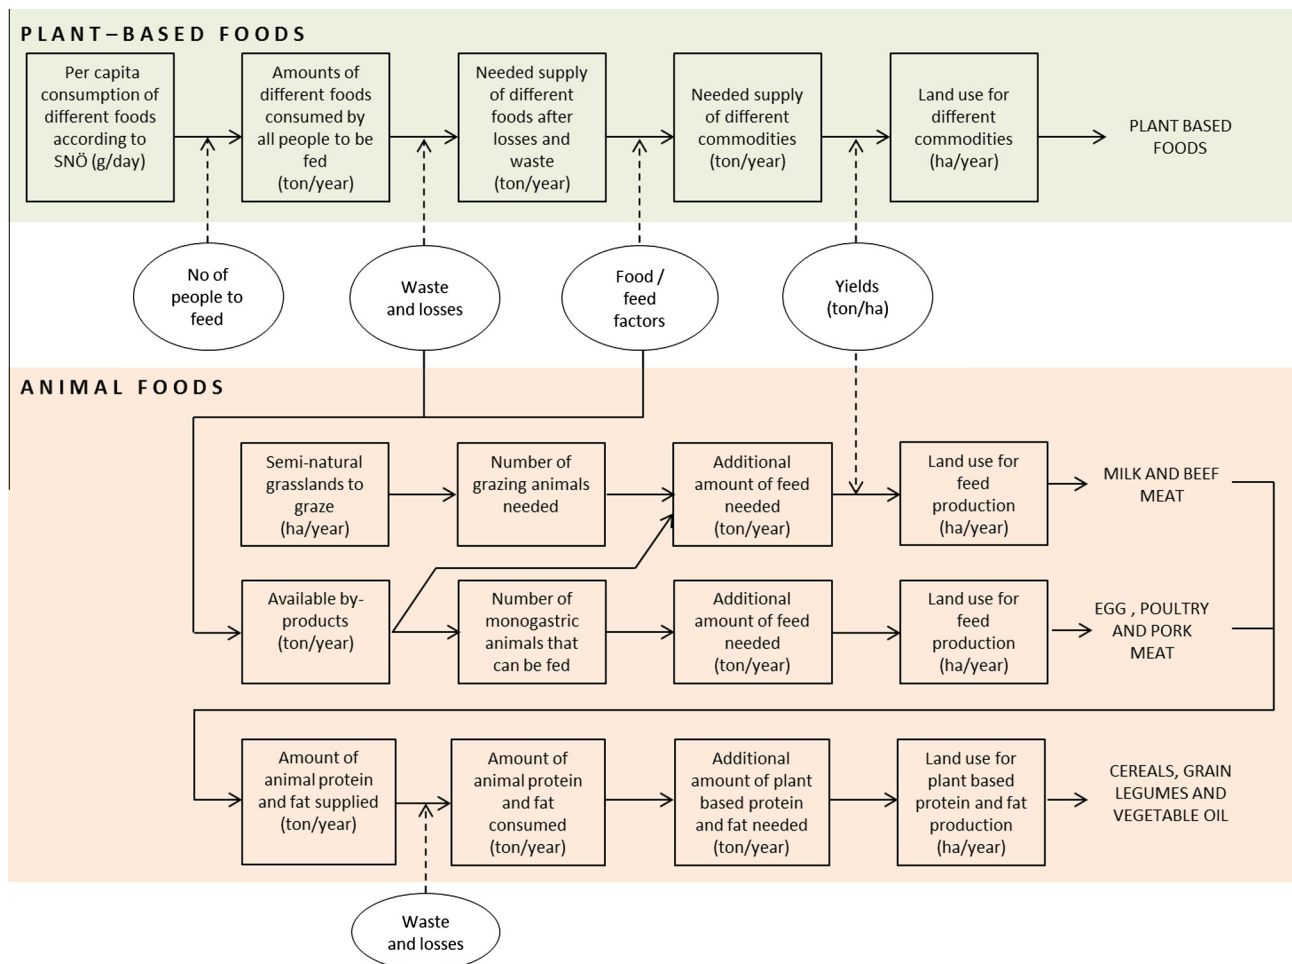 PLANT–BASED FOODS
Per capita
consumption of
different foods
according to
SNÖ (g/day)
Amounts of
different foods
consumed by
all people to be
fed
(ton/year)
Needed supply
of different
foods after
losses and
waste
(ton/year)
Needed supply
of different
commodities
(ton/year)
Land use for
different
commodities
(ha/year)
PLANT BASED
FOODS
No of
people to
feed
Waste
and losses
Food /
feed
factors
Yields
(ton/ha)
ANIMAL FOODS
Semi-natural
grasslands to
graze
(ha/year)
Number of
grazing animals
needed
Additional
amount of feed
needed
(ton/year)
Land use for
feed
production
(ha/year)
MILK AND BEEF
MEAT
Available by-
products
(ton/year)
Number of
monogastric
animals that
can be fed
Additional
amount of feed
needed
(ton/year)
Land use for
feed
production
(ha/year)
EGG , POULTRY
AND PORK
MEAT
Amount of
animal protein
and fat supplied
(ton/year)
Amount of
animal protein
and fat
consumed
(ton/year)
Additional
amount of plant
based protein
and fat needed
(ton/year)
Land use for
plant based
protein and fat
production
(ha/year)
CEREALS, GRAIN
LEGUMES AND
VEGETABLE OIL
Waste
and losses